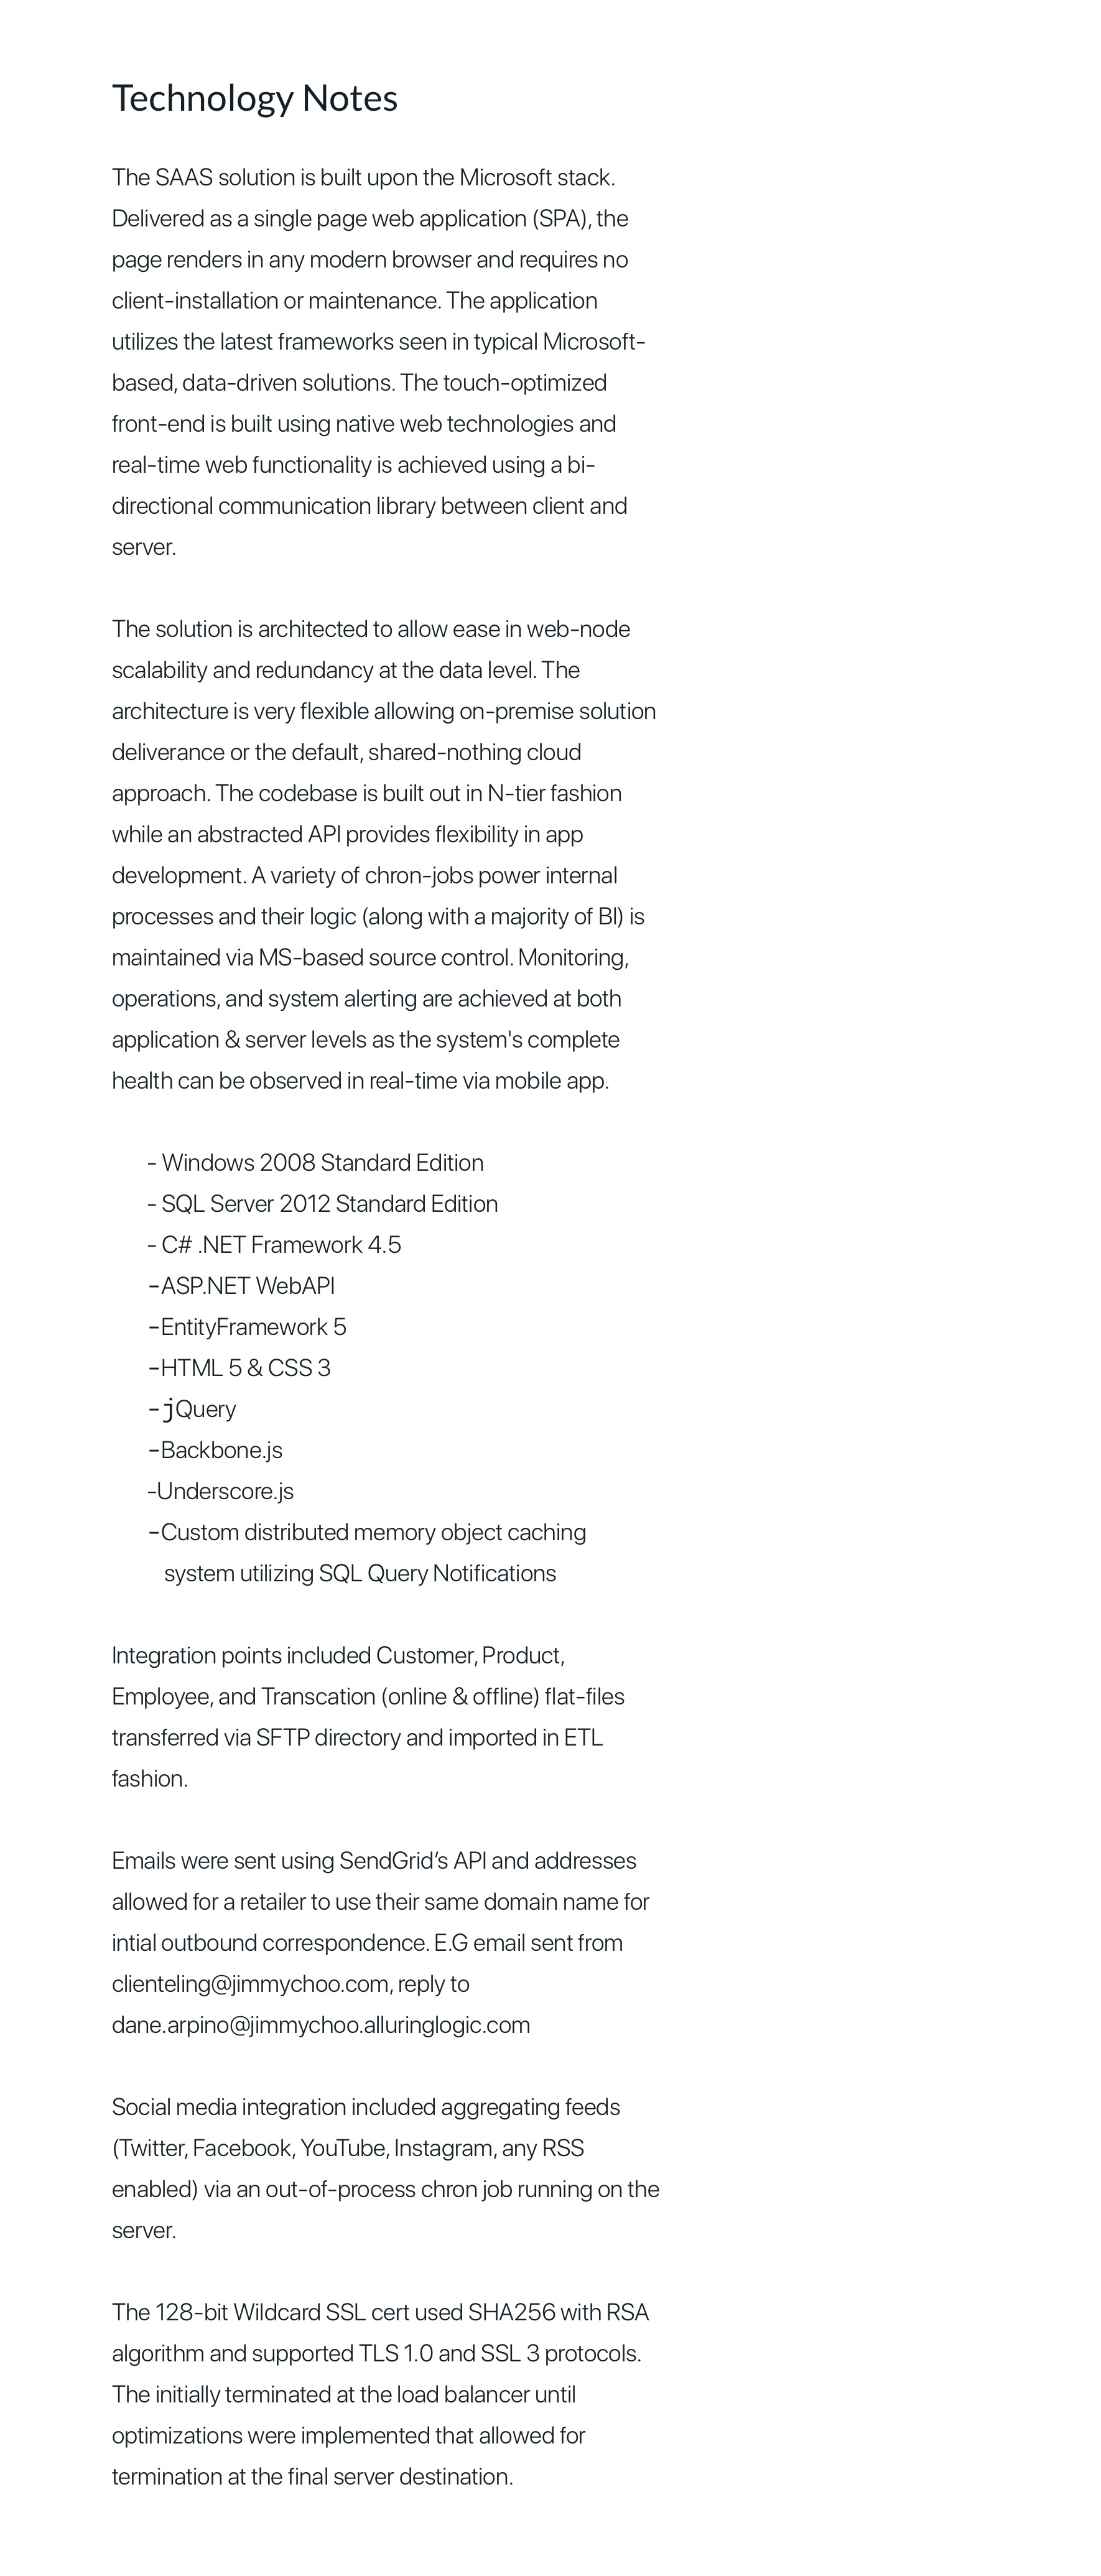 Technology Notes
The SAAS solution is built upon the Microsoft stack.
Delivered as a single page web application (SPA), the
page renders in any modern browser and requires no
client-installation or maintenance. The application
utilizes the latest frameworks seen in typical Microsoft-
based, data-driven solutions. The touch-optimized
front-end is built using native web technologies and
real-time web functionality is achieved using a bi-
directional communication library between client and
server.
The solution is architected to allow ease in web-node
scalability and redundancy at the data level. The
architecture is very flexible allowing on-premise solution
deliverance or the default, shared-nothing cloud
approach. The codebase is built out in N-tier fashion
while an abstracted API provides flexibility in app
development. A variety of chron-jobs power internal
processes and their logic (along with a majority of BI) is
maintained via MS-based source control. Monitoring,
operations, and system alerting are achieved at both
application & server levels as the system's complete
health can be observed in real-time via mobile app.
- Windows 2008 Standard Edition
- SQL Server 2012 Standard Edition
- C# .NET Framework 4.5
-ASP.NET WebAPI
-EntityFramework 5
-HTML 5 & CSS 3
-jQuery
-Backbone.js
-Underscore.js
-Custom distributed memory object caching
system utilizing SQL Query Notifications
Integration points included Customer, Product,
Employee, and Transcation (online & offline) flat-files
transferred via SFTP directory and imported in ETL
fashion.
Emails were sent using SendGrid’s API and addresses
allowed for a retailer to use their same domain name for
intial outbound correspondence. E.G email sent from
clienteling@jimmychoo.com, reply to
dane.arpino@jimmychoo.alluringlogic.com
Social media integration included aggregating feeds
(Twitter, Facebook, YouTube, Instagram, any RSS
enabled) via an out-of-process chron job running on the
server.
The 128-bit Wildcard SSL cert used SHA256 with RSA
algorithm and supported TLS 1.0 and SSL 3 protocols.
The initially terminated at the load balancer until
optimizations were implemented that allowed for
termination at the final server destination.